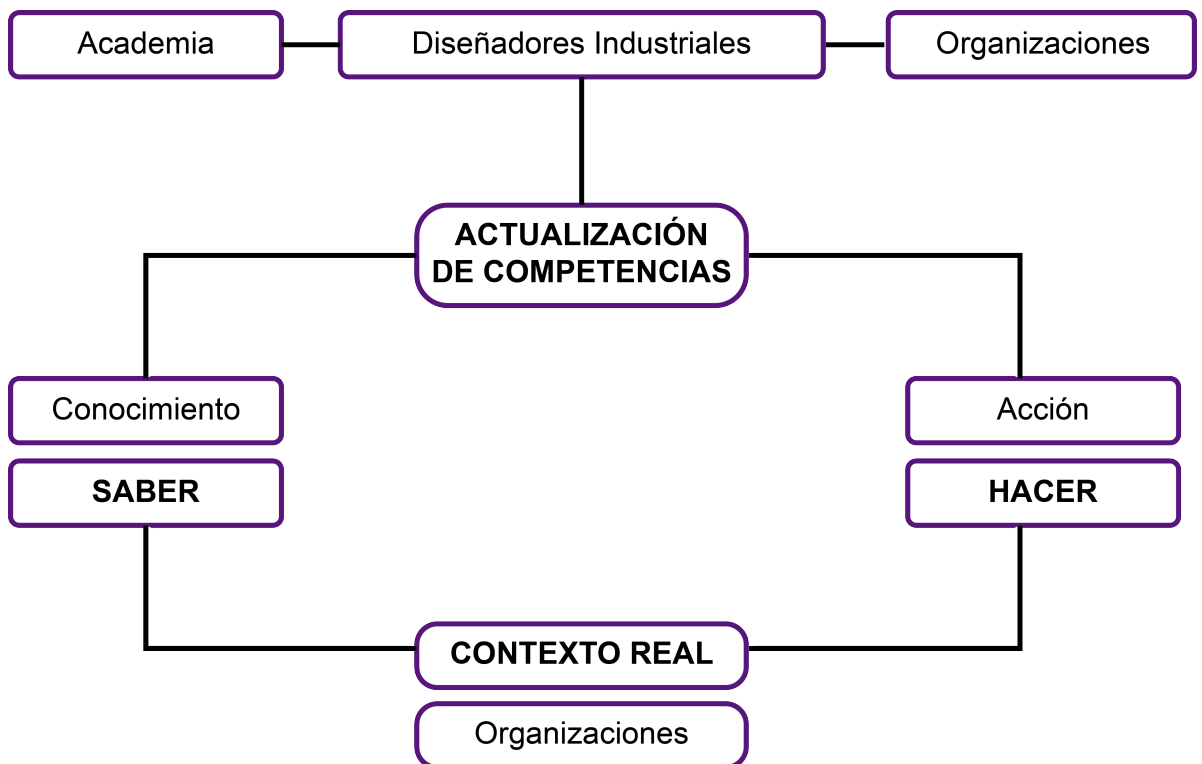 Academia
Diseñadores Industriales
Organizaciones
ACTUALIZACIÓN
DE COMPETENCIAS
Conocimiento
Acción
SABER
HACER
CONTEXTO REAL
Organizaciones